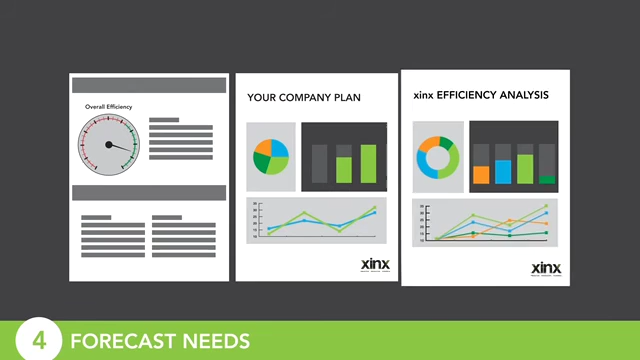 Overall Efficiency
YOUR COMPANY PLAN
xinx
xinx EFFICIENCY ANALYSIS
xinx
4 FORECAST NEEDS